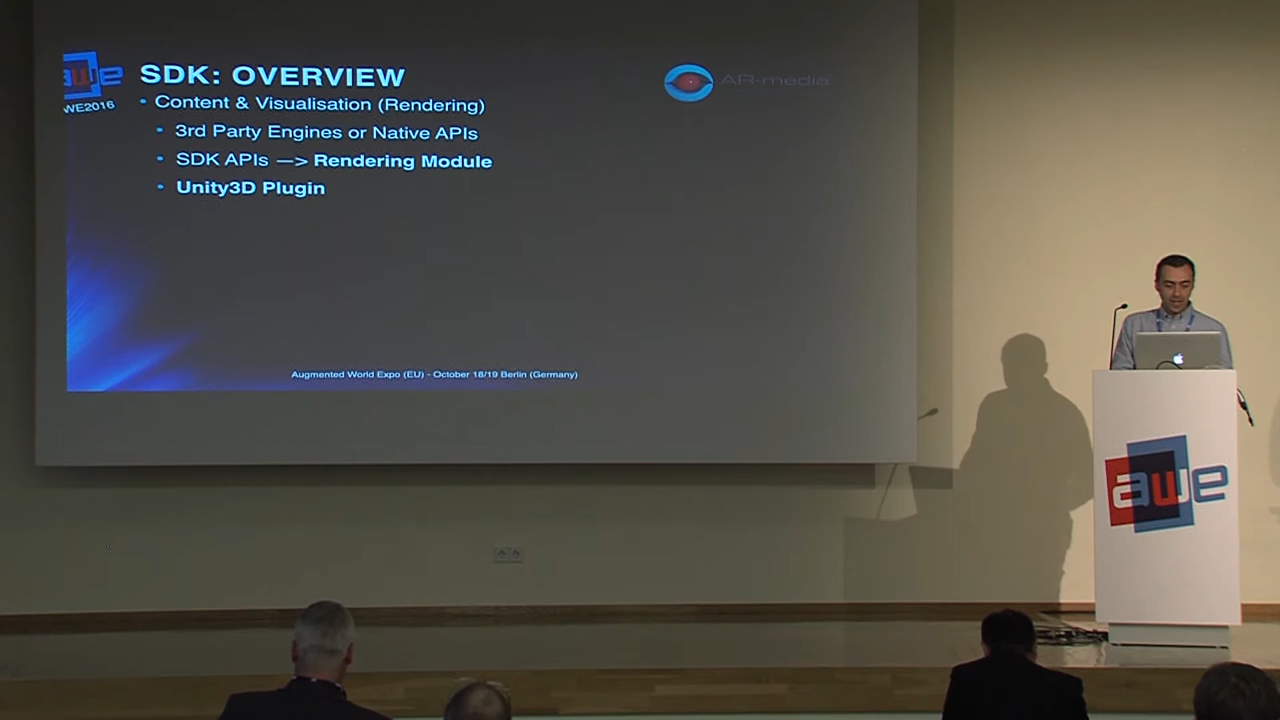 awe
WE2016
SDK: OVERVIEW
AR-media
• Content & Visualisation (Rendering)
• 3rd Party Engines or Native APIs
• SDK APIs —> Rendering Module
• Unity3D Plugin
Augmented World Expo (EU) - October 18/19 Berlin (Germany)
awe